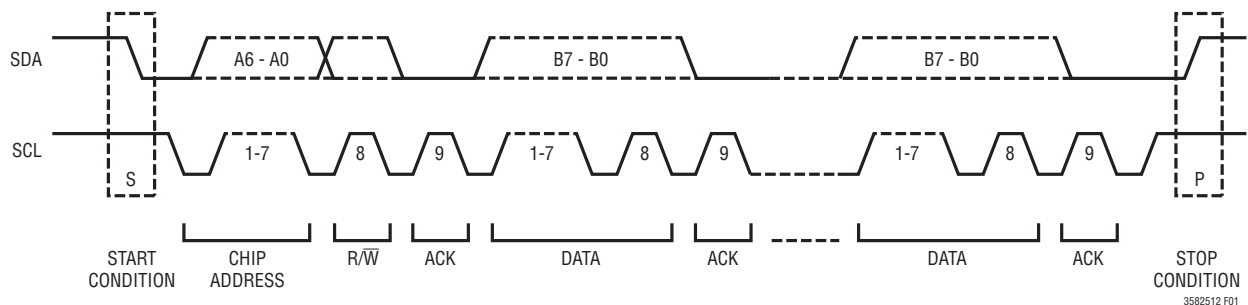 SDA
A6 - A0
B7 - B0
B7 - B0
SCL
1-7
8
9
1-7
8
9
1-7
8
9
S
P
START
CONDITION
CHIP
ADDRESS
R/W̅
ACK
DATA
ACK
DATA
ACK
STOP
CONDITION
3582512 F01